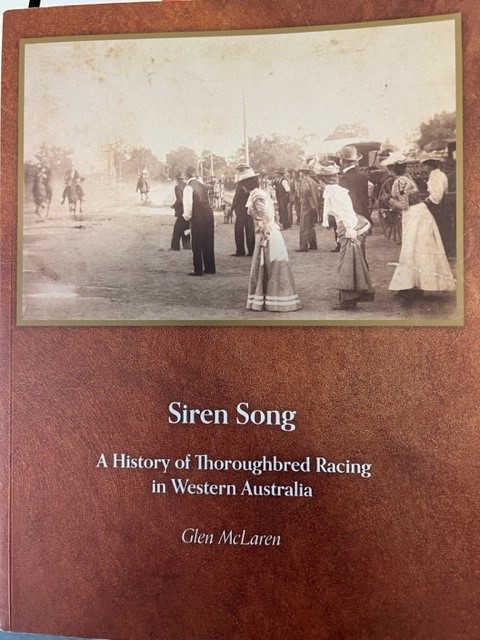 Siren Song
A History of Thoroughbred Racing
in Western Australia
Glen McLaren